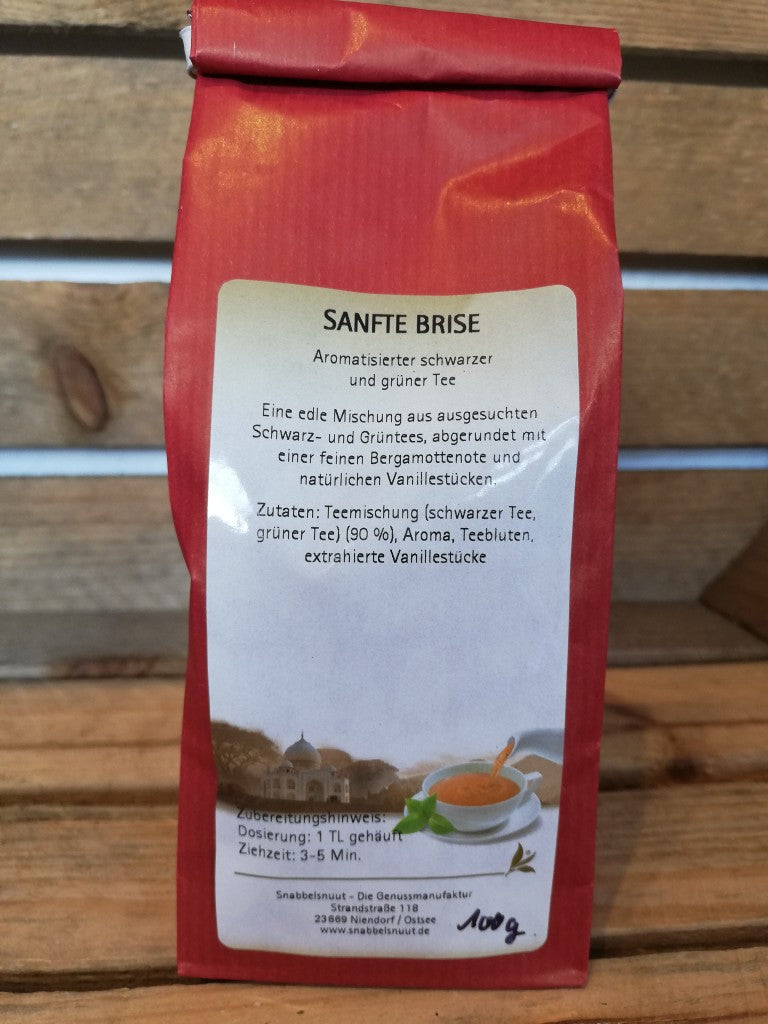 SANFTE BRISE
Aromatisierter schwarzer
und grüner Tee
Eine edle Mischung aus ausgesuchten
Schwarz- und Grüntees, abgerundet mit
einer feinen Bergamottenote und
natürlichen Vanillestücken.
Zutaten: Teemischung (schwarzer Tee,
grüner Tee) (90 %), Aroma, Teebluten,
extrahierte Vanillestücke
Zubereitungshinweis:
Dosierung: 1 TL gehäuft
Ziehzeit: 3-5 Min.
Snabbelsnuut - Die Genussmanufaktur
Strandstraße 118
23669 Niendorf / Ostsee
www.snabbelsnuut.de
100g